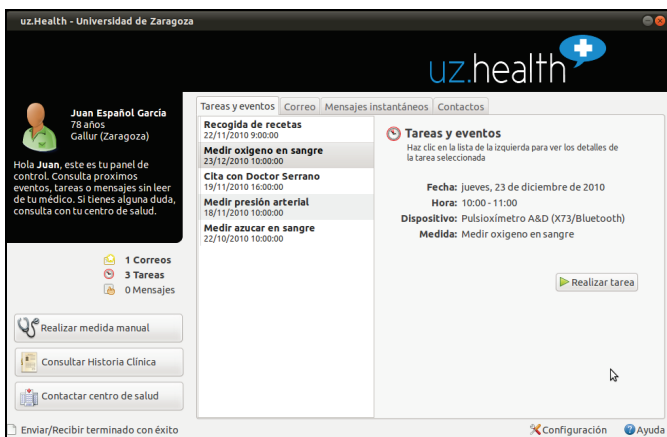 uz.Health - Universidad de Zaragoza
uz.health
Juan Español García
78 años
Gallur (Zaragoza)
Hola Juan, este es tu panel de
control. Consulta proximos
eventos, tareas o mensajes sin leer
de tu médico. Si tienes alguna duda,
consulta con tu centro de salud.
1 Correos
3 Tareas
0 Mensajes
Realizar medida manual
Consultar Historia Clínica
Contactar centro de salud
Tareas y eventos Correo Mensajes instantáneos Contactos
Recogida de recetas
22/11/2010 9:00:00
Medir oxigeno en sangre
23/12/2010 10:00:00
Cita con Doctor Serrano
19/11/2010 16:00:00
Medir presión arterial
18/11/2010 10:00:00
Medir azucar en sangre
22/10/2010 10:00:00
Tareas y eventos
Haz clic en la lista de la izquierda para ver los detalles de
la tarea seleccionada
Fecha: jueves, 23 de diciembre de 2010
Hora: 10:00 - 11:00
Dispositivo: Pulsioxímetro A&D (X73/Bluetooth)
Medida: Medir oxigeno en sangre
Realizar tarea
Enviar/Recibir terminado con éxito
Configuración Ayuda